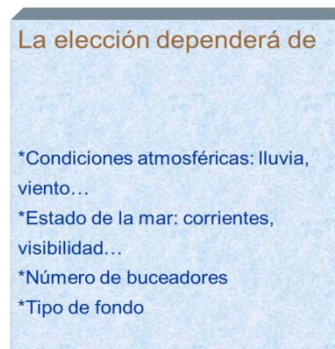 La elección dependerá de
*Condiciones atmosféricas: lluvia,
viento…
*Estado de la mar: corrientes,
visibilidad…
*Número de buceadores
*Tipo de fondo